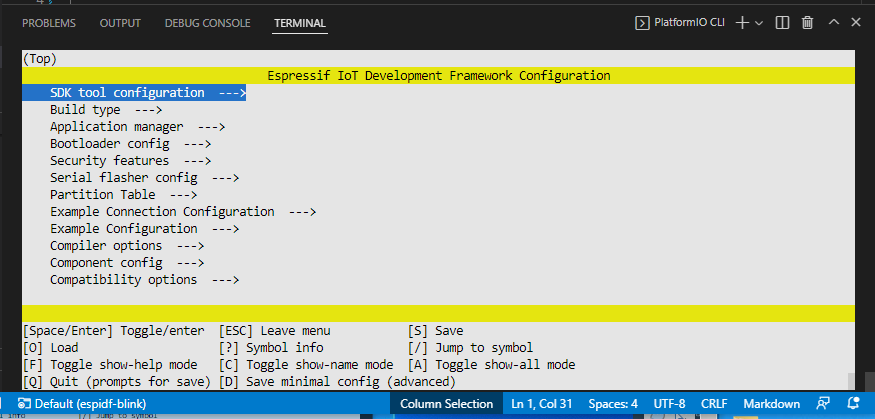 PROBLEMS OUTPUT DEBUG CONSOLE TERMINAL PlatformIO CLI
(Top)
Espressif IoT Development Framework Configuration
SDK tool configuration --->
Build type --->
Application manager --->
Bootloader config --->
Security features --->
Serial flasher config --->
Partition Table --->
Example Connection Configuration --->
Example Configuration --->
Compiler options --->
Component config --->
Compatibility options --->
[Space/Enter] Toggle/enter [ESC] Leave menu [S] Save
[O] Load [?] Symbol info [/] Jump to symbol
[F] Toggle show-help mode [C] Toggle show-name mode [A] Toggle show-all mode
[Q] Quit (prompts for save) [D] Save minimal config (advanced)
Default (espidf-blink) Column Selection Ln 1, Col 31 Spaces: 4 UTF-8 CRLF Markdown